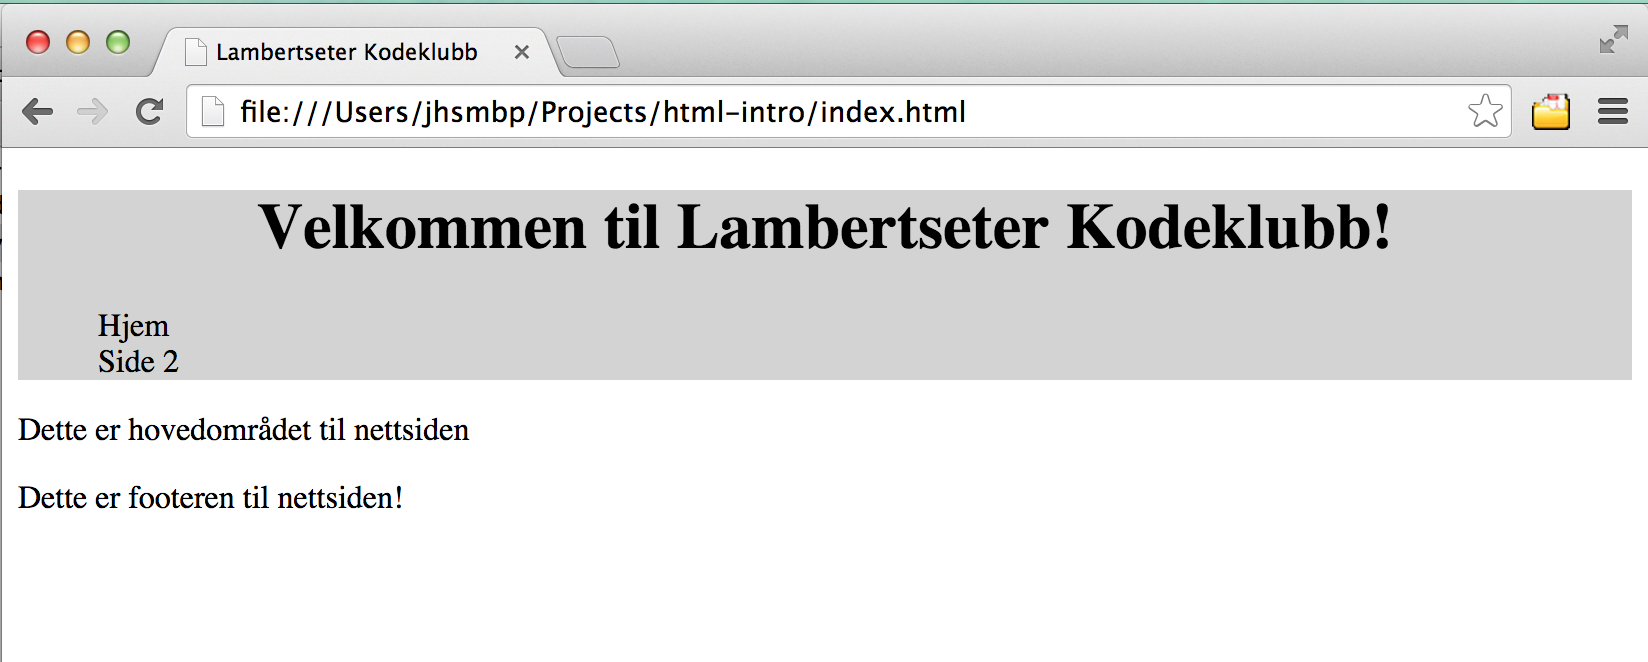 Lambertseter Kodeklubb
file:///Users/jhsmbp/Projects/html-intro/index.html
Velkommen til Lambertseter Kodeklubb!
Hjem
Side 2
Dette er hovedområdet til nettsiden
Dette er footeren til nettsiden!